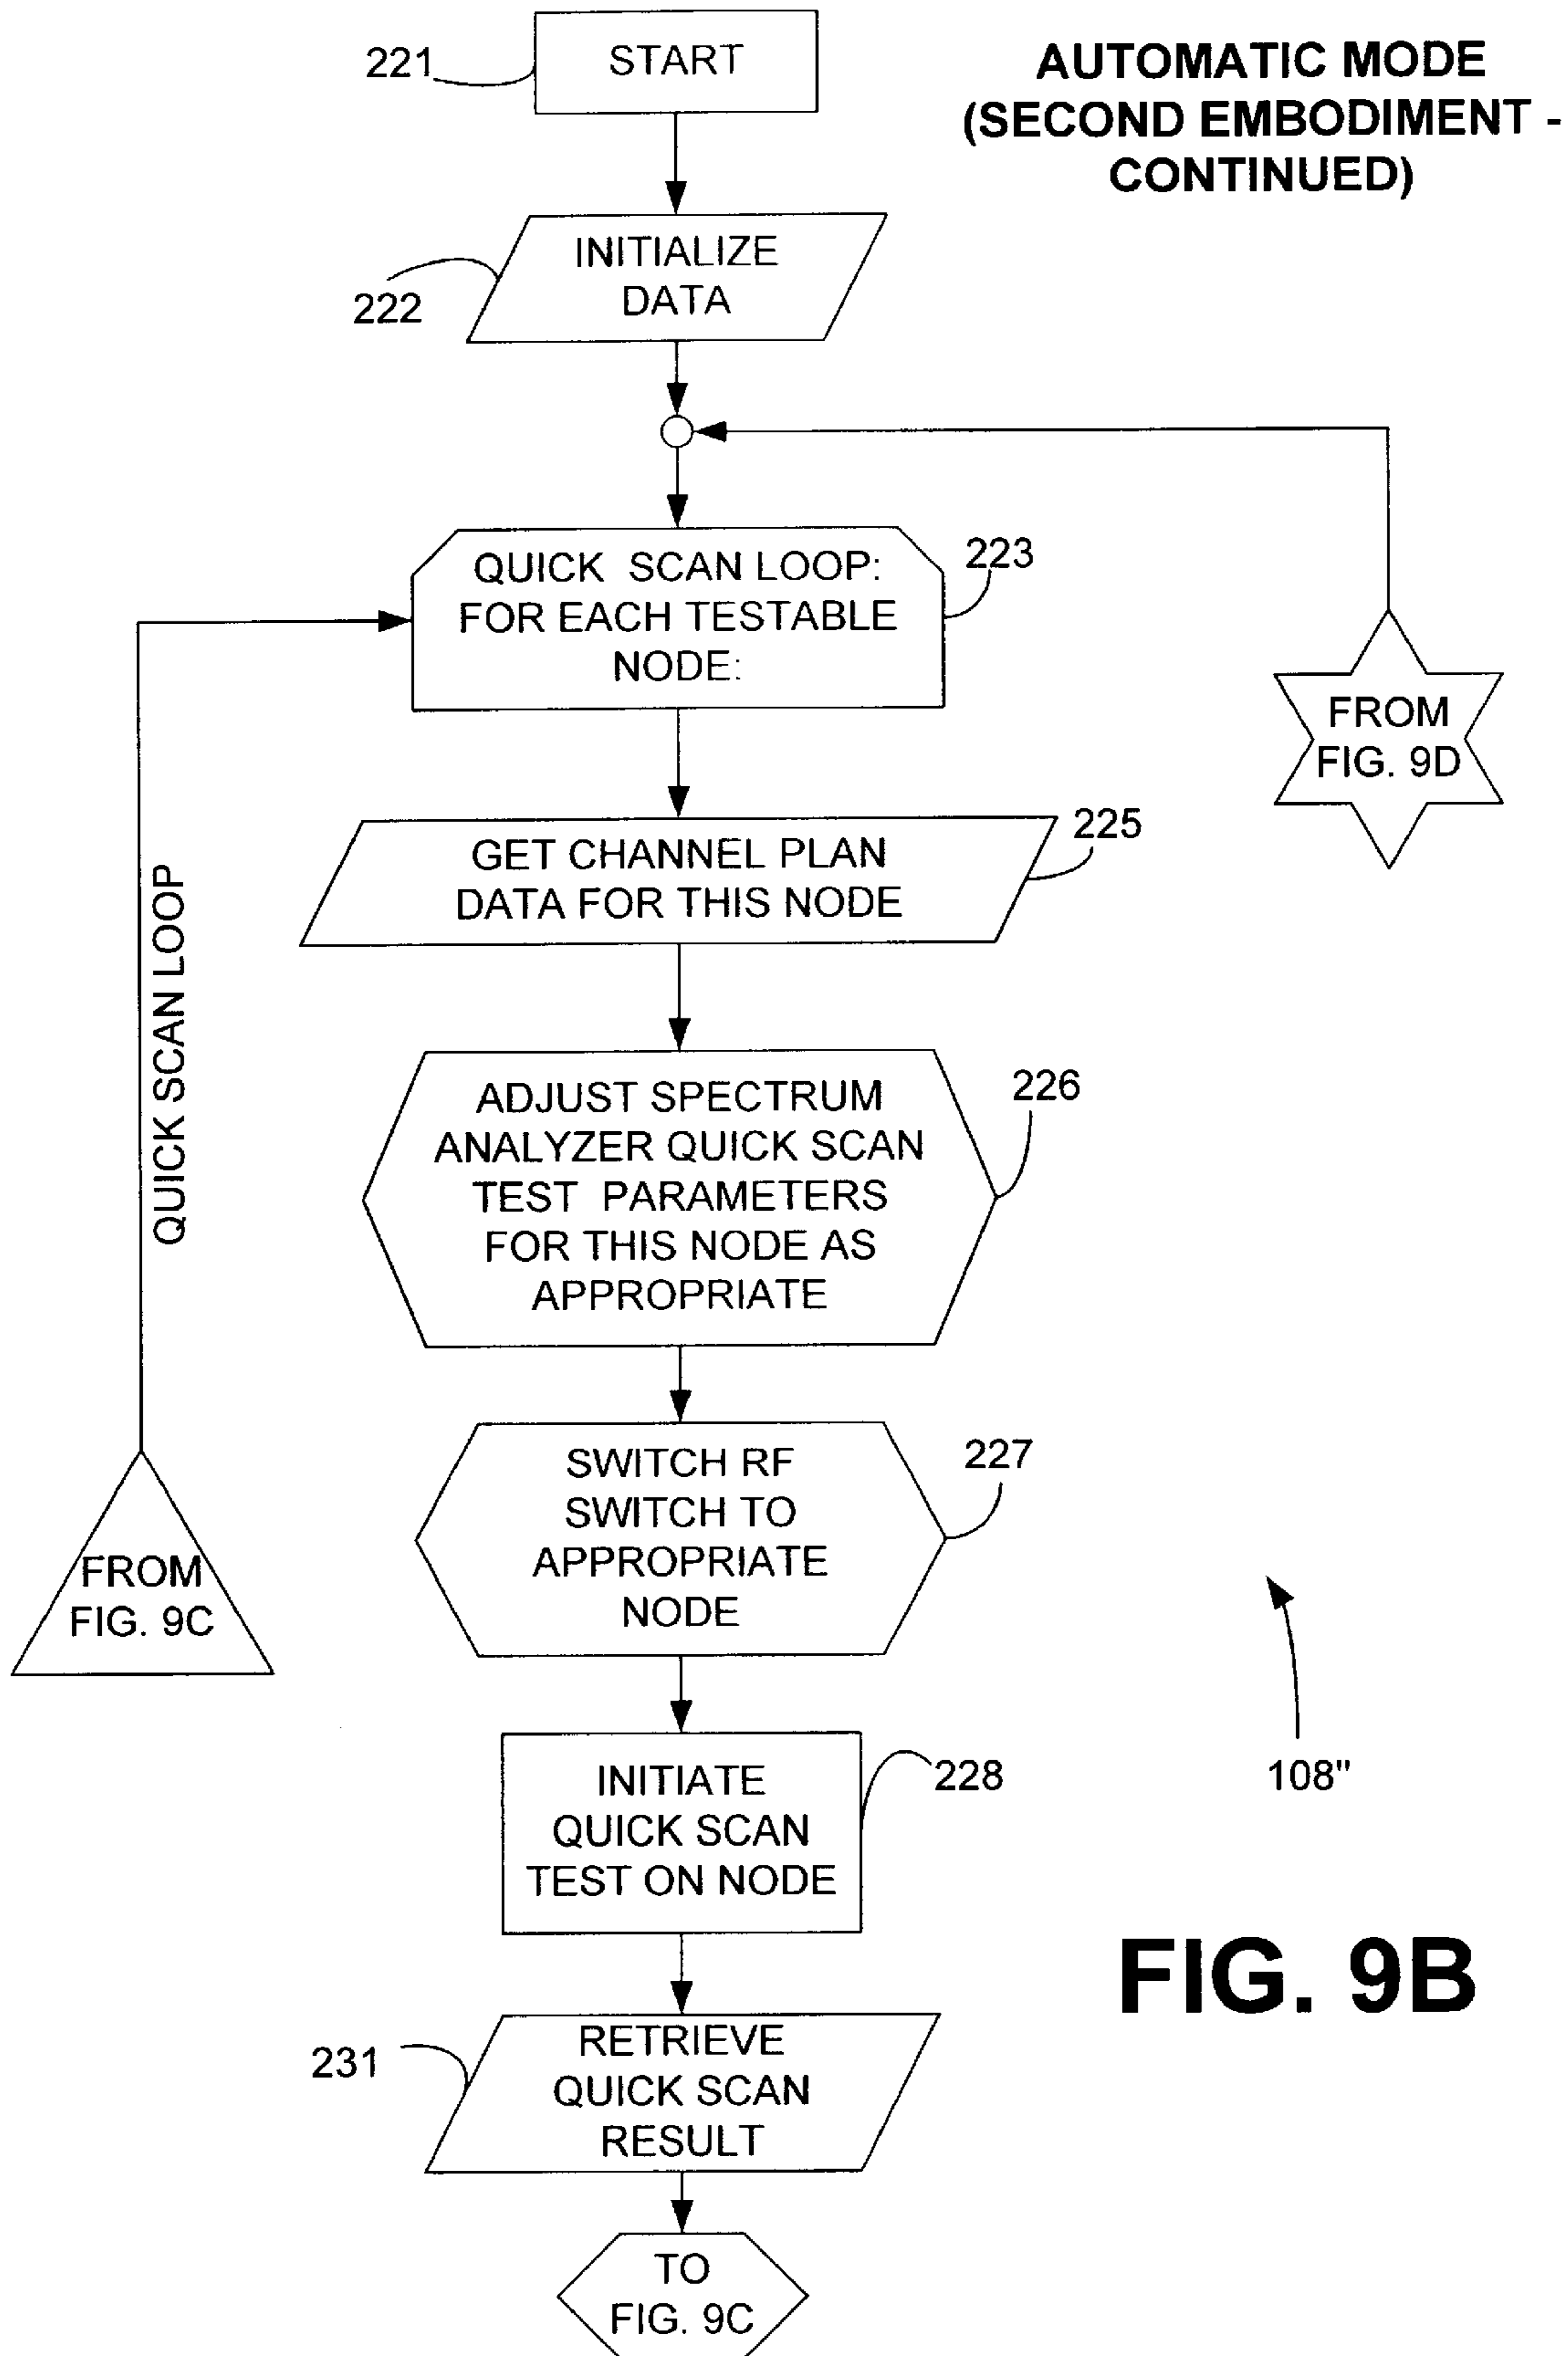 221
START
AUTOMATIC MODE
(SECOND EMBODIMENT -
CONTINUED)
222
INITIALIZE
DATA
QUICK SCAN LOOP:
FOR EACH TESTABLE
NODE:
223
FROM
FIG. 9D
GET CHANNEL PLAN
DATA FOR THIS NODE
225
QUICK SCAN LOOP
ADJUST SPECTRUM
ANALYZER QUICK SCAN
TEST PARAMETERS
FOR THIS NODE AS
APPROPRIATE
226
SWITCH RF
SWITCH TO
APPROPRIATE
NODE
227
FROM
FIG. 9C
INITIATE
QUICK SCAN
TEST ON NODE
228
108"
FIG. 9B
231
RETRIEVE
QUICK SCAN
RESULT
TO
FIG. 9C